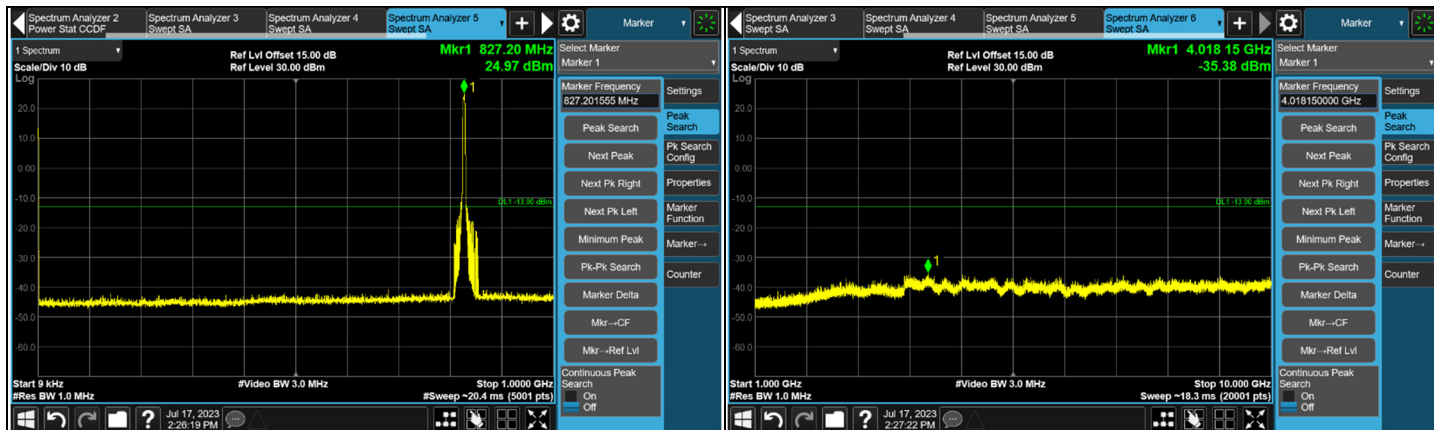 Spectrum Analyzer 2
Power Stat CCDF
Spectrum Analyzer 3
Swept SA
Spectrum Analyzer 4
Swept SA
Spectrum Analyzer 5
Swept SA
Marker
1 Spectrum
Scale/Div 10 dB
Log
Ref Lvl Offset 15.00 dB
Ref Level 30.00 dBm
Mkr1 827.20 MHz
24.97 dBm
1
20.0
10.0
0.00
-10.0
-20.0
-30.0
-40.0
-50.0
-60.0
DL1 -13.00 dBm
Start 9 kHz
#Res BW 1.0 MHz
#Video BW 3.0 MHz
Stop 1.0000 GHz
#Sweep ~20.4 ms (5001 pts)
Select Marker
Marker 1
Marker Frequency
827.201555 MHz
Peak Search
Next Peak
Next Pk Right
Next Pk Left
Minimum Peak
Pk-Pk Search
Marker Delta
Mkr→CF
Mkr→Ref Lvl
Continuous Peak
Search
On
Off
Settings
Peak
Search
Pk Search
Config
Properties
Marker
Function
Marker→
Counter
?
Jul 17, 2023
2:26:19 PM
Spectrum Analyzer 3
Swept SA
Spectrum Analyzer 4
Swept SA
Spectrum Analyzer 5
Swept SA
Spectrum Analyzer 6
Swept SA
Marker
1 Spectrum
Scale/Div 10 dB
Log
Ref Lvl Offset 15.00 dB
Ref Level 30.00 dBm
Mkr1 4.018 15 GHz
-35.38 dBm
1
20.0
10.0
0.00
-10.0
-20.0
-30.0
-40.0
-50.0
-60.0
DL1 -13.00 dBm
Start 1.000 GHz
#Res BW 1.0 MHz
#Video BW 3.0 MHz
Stop 10.000 GHz
Sweep ~18.3 ms (20001 pts)
Select Marker
Marker 1
Marker Frequency
4.018150000 GHz
Peak Search
Next Peak
Next Pk Right
Next Pk Left
Minimum Peak
Pk-Pk Search
Marker Delta
Mkr→CF
Mkr→Ref Lvl
Continuous Peak
Search
On
Off
Settings
Peak
Search
Pk Search
Config
Properties
Marker
Function
Marker→
Counter
?
Jul 17, 2023
2:27:22 PM